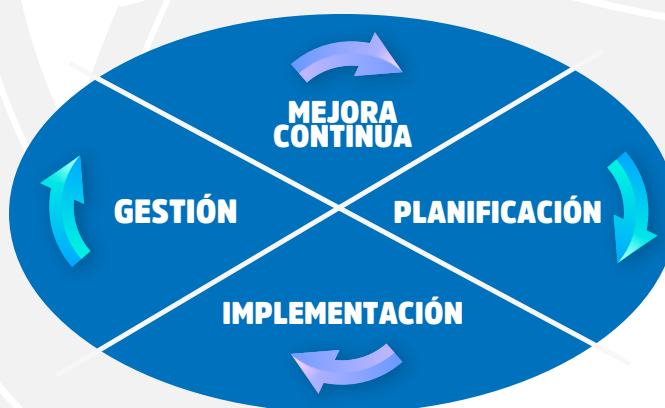 MEJORA
CONTINUA
GESTIÓN
PLANIFICACIÓN
IMPLEMENTACIÓN